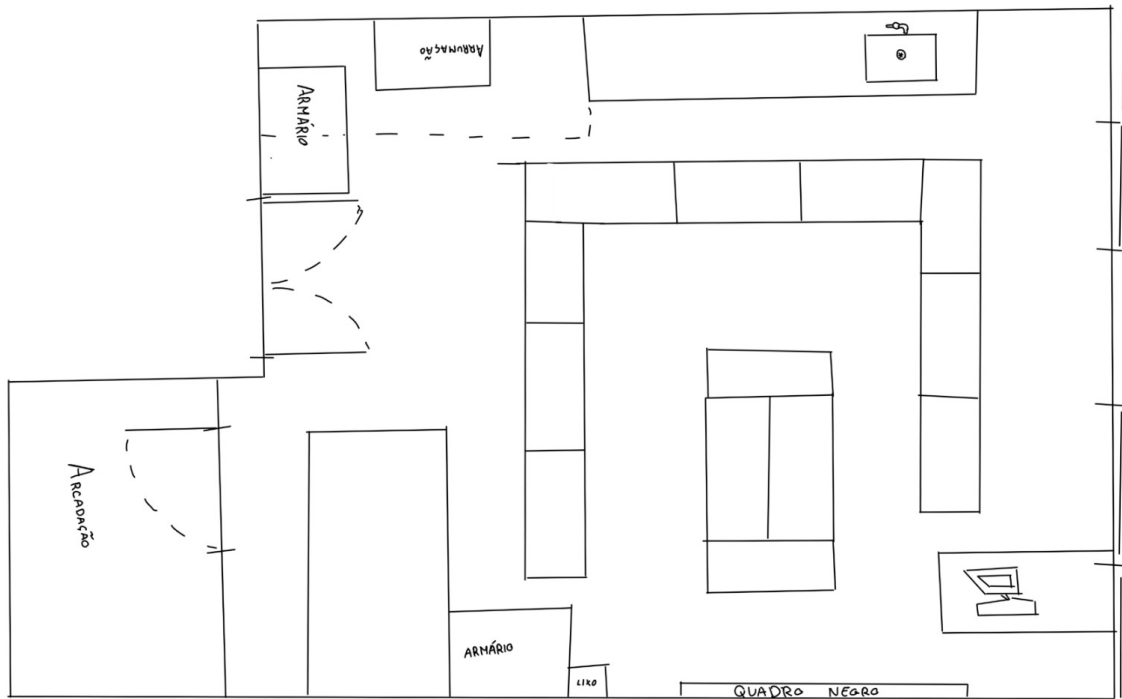 ARRUMAÇÃO
ARMÁRIO
ARCADAÇÃO
ARMÁRIO
LIXO
QUADRO NEGRO